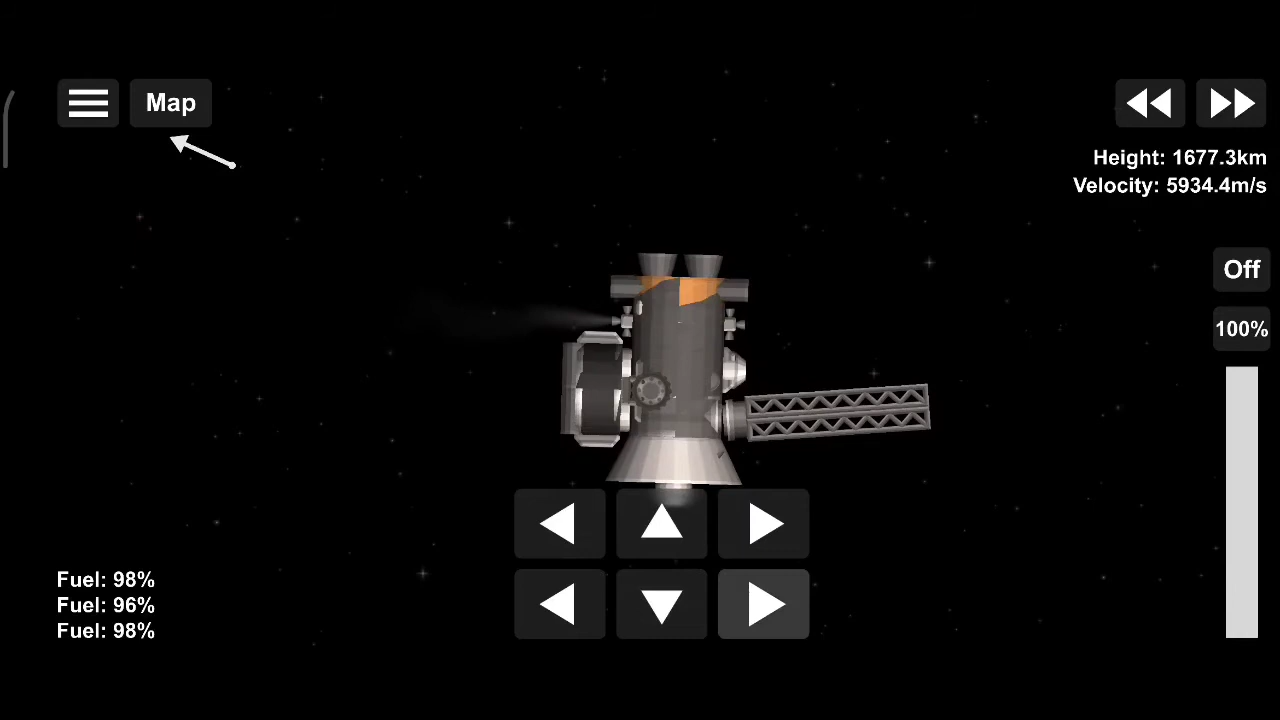 Map
Height: 1677.3km
Velocity: 5934.4m/s
Off
100%
Fuel: 98%
Fuel: 96%
Fuel: 98%